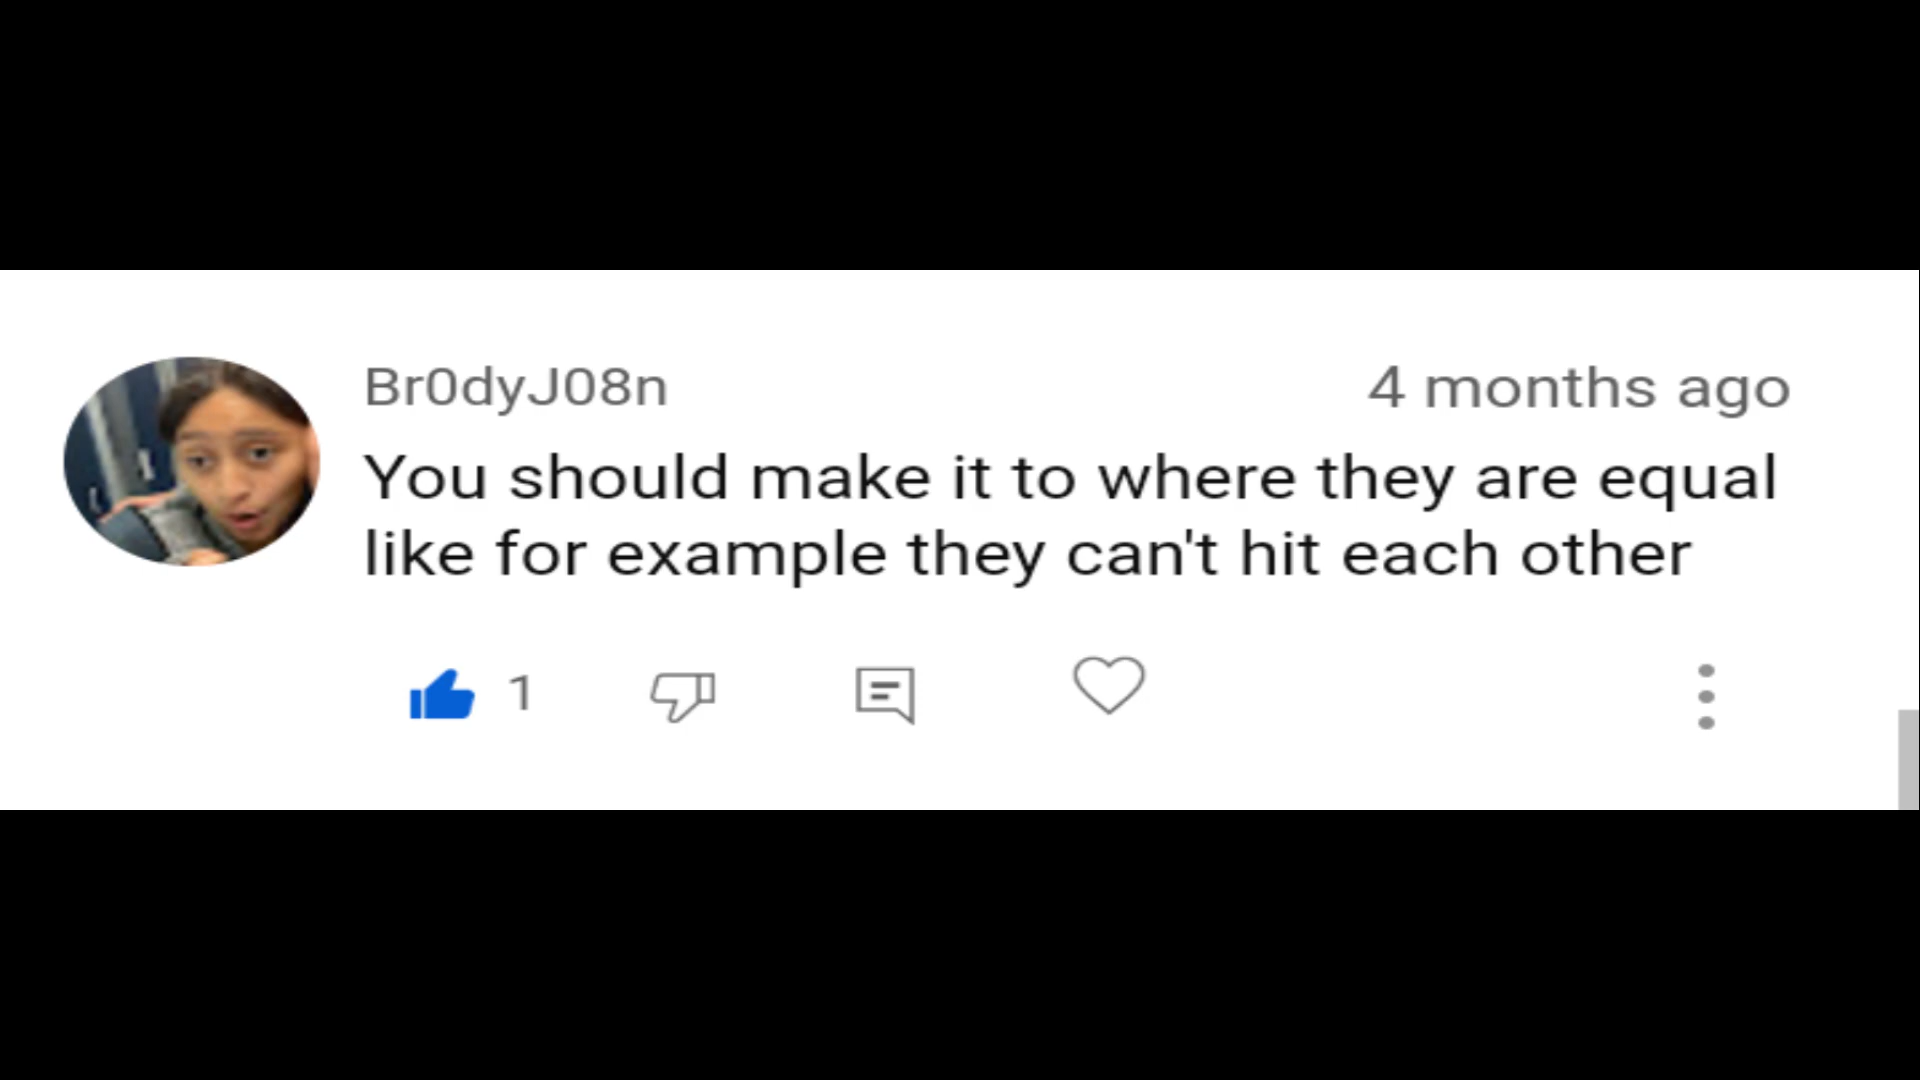 Br0dyJ08n 4 months ago
You should make it to where they are equal
like for example they can't hit each other
1